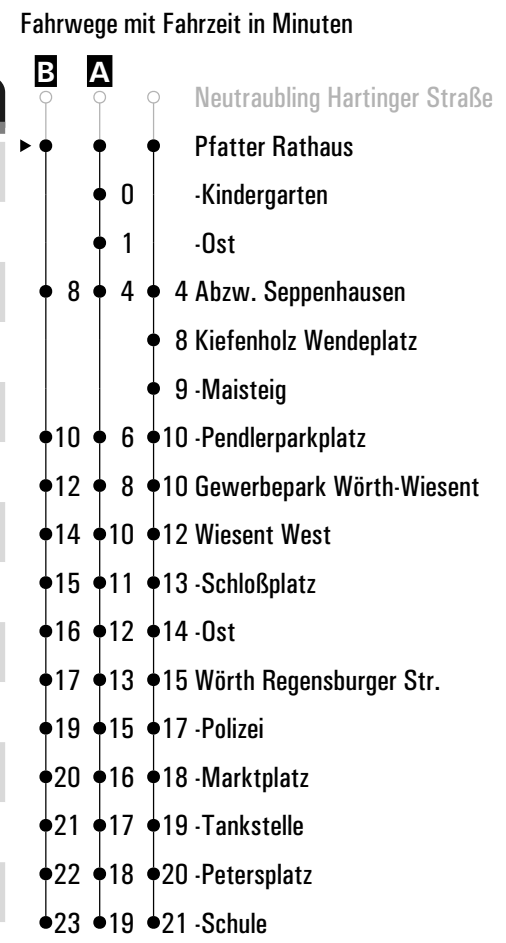 Fahrwege mit Fahrzeit in Minuten
B A
Neutraubling Hartinger Straße
Pfatter Rathaus
0 -Kindergarten
1 -Ost
8 4 4 Abzw. Seppenhausen
8 Kiefenholz Wendeplatz
9 -Maisteig
10 6 10 -Pendlerparkplatz
12 8 10 Gewerbepark Wörth-Wiesent
14 10 12 Wiesent West
15 11 13 -Schloßplatz
16 12 14 -Ost
17 13 15 Wörth Regensburger Str.
19 15 17 -Polizei
20 16 18 -Marktplatz
21 17 19 -Tankstelle
22 18 20 -Petersplatz
23 19 21 -Schule